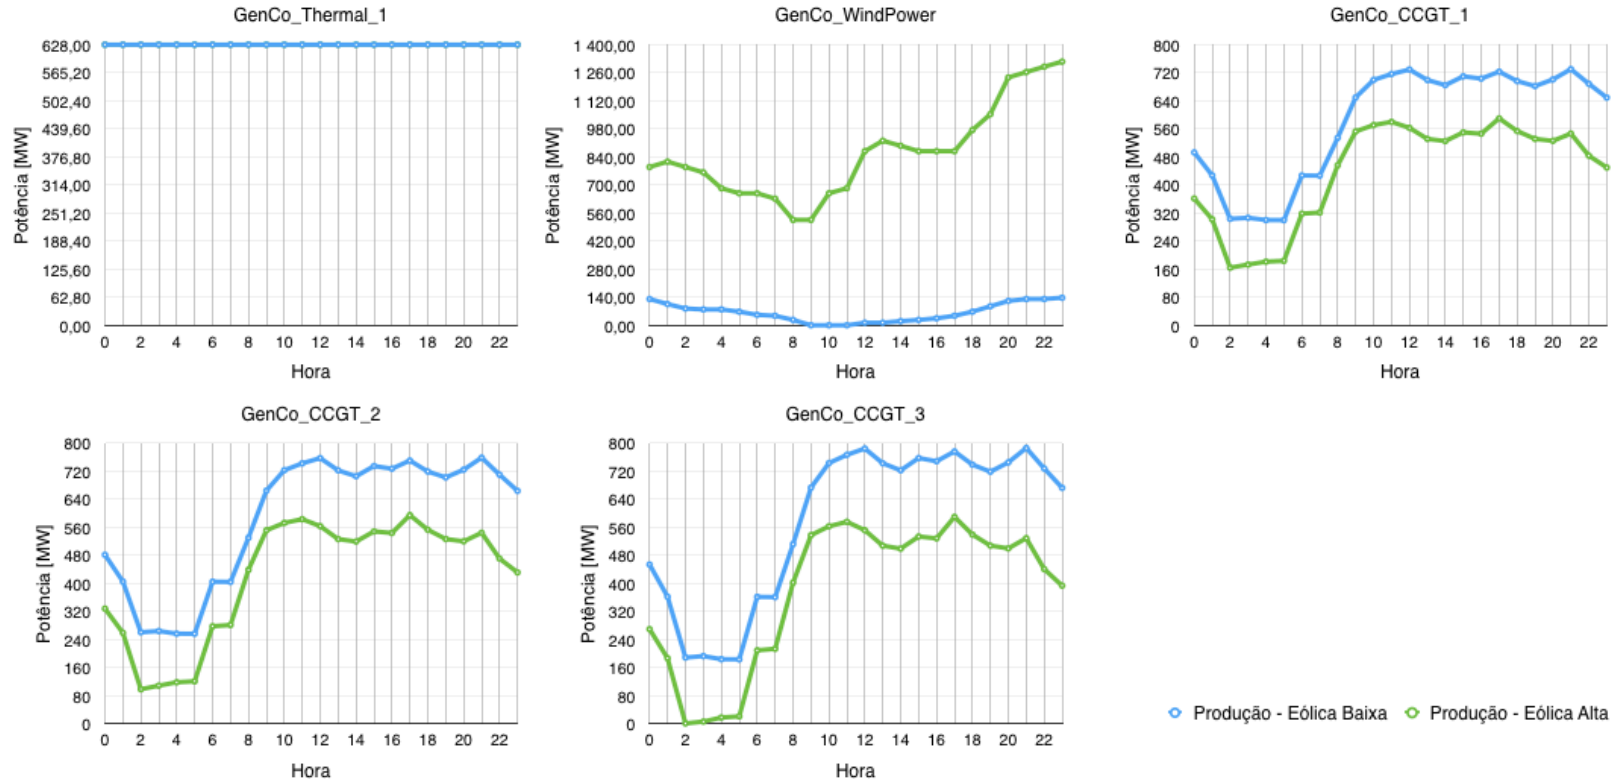 GenCo_Thermal_1
628,00
565,20
502,40
439,60
376,80
314,00
251,20
188,40
125,60
62,80
0,00
Potência [MW]
0 2 4 6 8 10 12 14 16 18 20 22
Hora
GenCo_WindPower
1 400,00
1 260,00
1 120,00
980,00
840,00
700,00
560,00
420,00
280,00
140,00
0,00
Potência [MW]
0 2 4 6 8 10 12 14 16 18 20 22
Hora
GenCo_CCGT_1
800
720
640
560
480
400
320
240
160
80
0
Potência [MW]
0 2 4 6 8 10 12 14 16 18 20 22
Hora
GenCo_CCGT_2
800
720
640
560
480
400
320
240
160
80
0
Potência [MW]
0 2 4 6 8 10 12 14 16 18 20 22
Hora
GenCo_CCGT_3
800
720
640
560
480
400
320
240
160
80
0
Potência [MW]
0 2 4 6 8 10 12 14 16 18 20 22
Hora
Produção - Eólica Baixa Produção - Eólica Alta